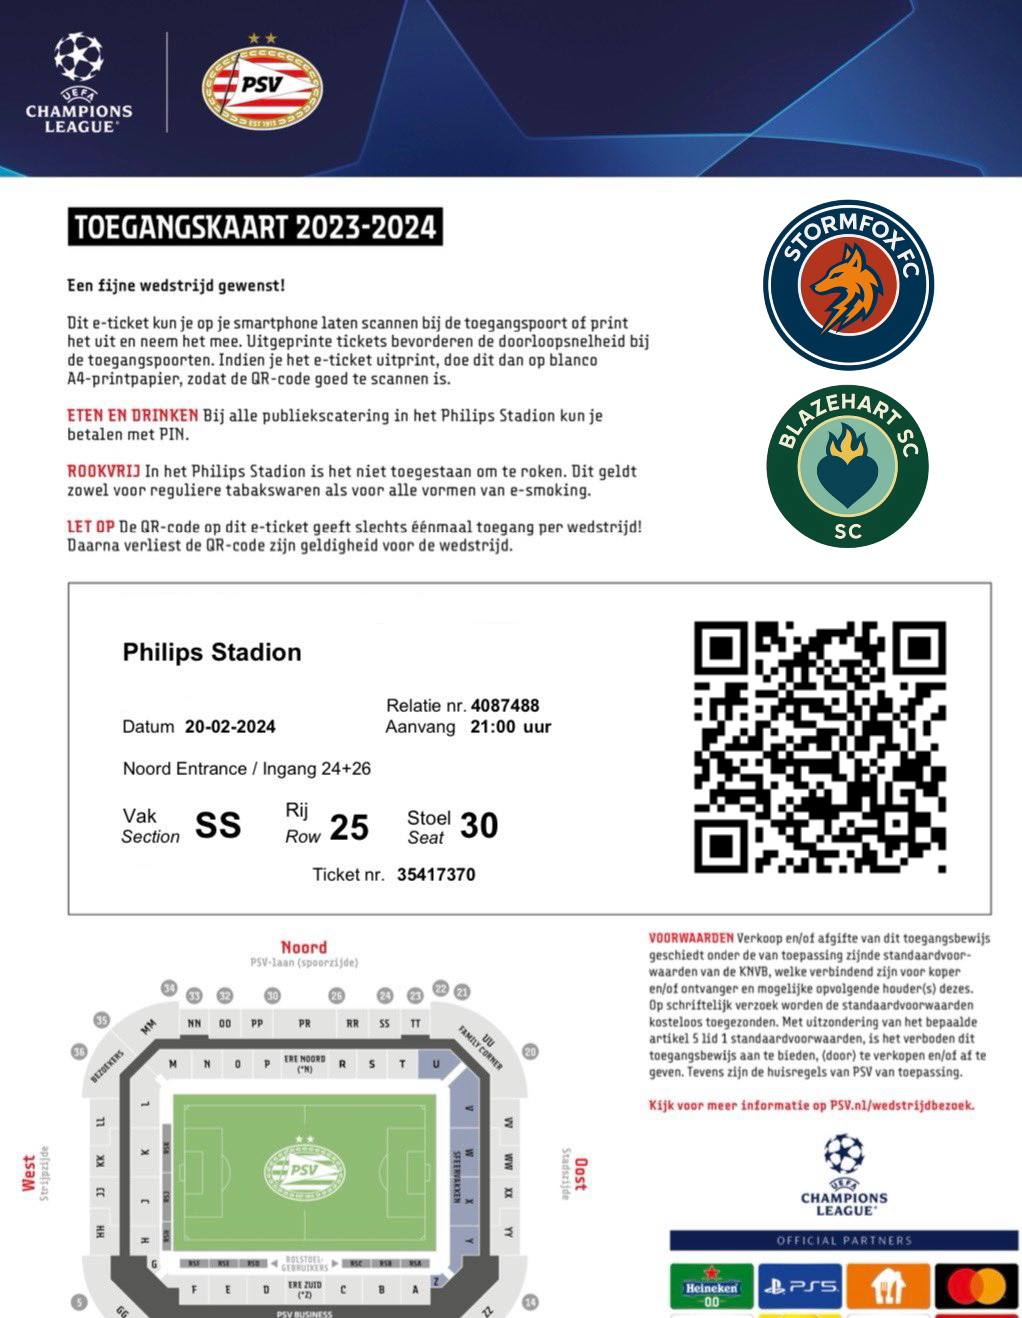 UEFA
CHAMPIONS
LEAGUE
PSV
EST 1913
TOEGANGSKAART 2023-2024
STORMFOX FC
Een fijne wedstrijd gewenst!
Dit e-ticket kun je op je smartphone laten scannen bij de toegangspoort of print
het uit en neem het mee. Uitgeprinte tickets bevorderen de doorloopsnelheid bij
de toegangspoorten. Indien je het e-ticket uitprint, doe dit dan op blanco
A4-printpapier, zodat de QR-code goed te scannen is.
BLAZEHART SC
SC
ETEN EN DRINKEN Bij alle publiekscatering in het Philips Stadion kun je
betalen met PIN.
ROOKVRIJ In het Philips Stadion is het niet toegestaan om te roken. Dit geldt
zowel voor reguliere tabakswaren als voor alle vormen van e-smoking.
LET OP De QR-code op dit e-ticket geeft slechts éénmaal toegang per wedstrijd!
Daarna verliest de QR-code zijn geldigheid voor de wedstrijd.
Philips Stadion
Relatie nr. 4087488
Datum 20-02-2024
Aanvang 21:00 uur
Noord Entrance / Ingang 24+26
Vak
Section
SS
Rij
Row
25
Stoel
Seat
30
Ticket nr. 35417370
Noord
PSV-laan (spoorzijde)
34 33 32 30 26 24 23 22 21
35
36
20
MM NN OO PP PR RR SS TT UU
FAMILY CORNER
BEZOEKERS
M N O P ERE NOORD R S T U
(*N)
LL
KK
JJ
HH
L
K
J
H
G
V
W
X
Y
Z
SFEERVAKKEN
VV
WW
XX
YY
West
Strijpzijde
Oost
Stadszijde
PSV
RSK
RSJ
RSH
RSF RSE RSD
ROLSTOEL-
GEBRUIKERS
RSC RSB RSA
F E D ERE ZUID C B A
(*Z)
5
GG
PSV BUSINESS
ZZ
14
VOORWAARDEN Verkoop en/of afgifte van dit toegangsbewijs
geschiedt onder de van toepassing zijnde standaardvoor-
waarden van de KNVB, welke verbindend zijn voor koper
en/of ontvanger en mogelijke opvolgende houder(s) dezes.
Op schriftelijk verzoek worden de standaardvoorwaarden
kosteloos toegezonden. Met uitzondering van het bepaalde
artikel 5 lid 1 standaardvoorwaarden, is het verboden dit
toegangsbewijs aan te bieden, (door) te verkopen en/of af te
geven. Tevens zijn de huisregels van PSV van toepassing.
Kijk voor meer informatie op PSV.nl/wedstrijdbezoek.
UEFA
CHAMPIONS
LEAGUE
OFFICIAL PARTNERS
Heineken
0.0
PS5